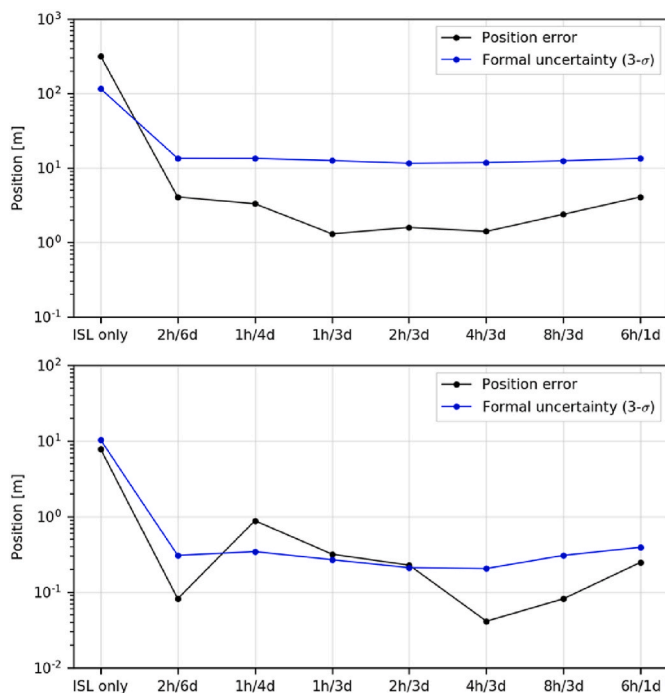 10³
Position error
Formal uncertainty (3-σ)
10²
10¹
10⁰
10⁻¹
Position [m]
ISL only 2h/6d 1h/4d 1h/3d 2h/3d 4h/3d 8h/3d 6h/1d
10²
Position error
Formal uncertainty (3-σ)
10¹
10⁰
10⁻¹
10⁻²
Position [m]
ISL only 2h/6d 1h/4d 1h/3d 2h/3d 4h/3d 8h/3d 6h/1d